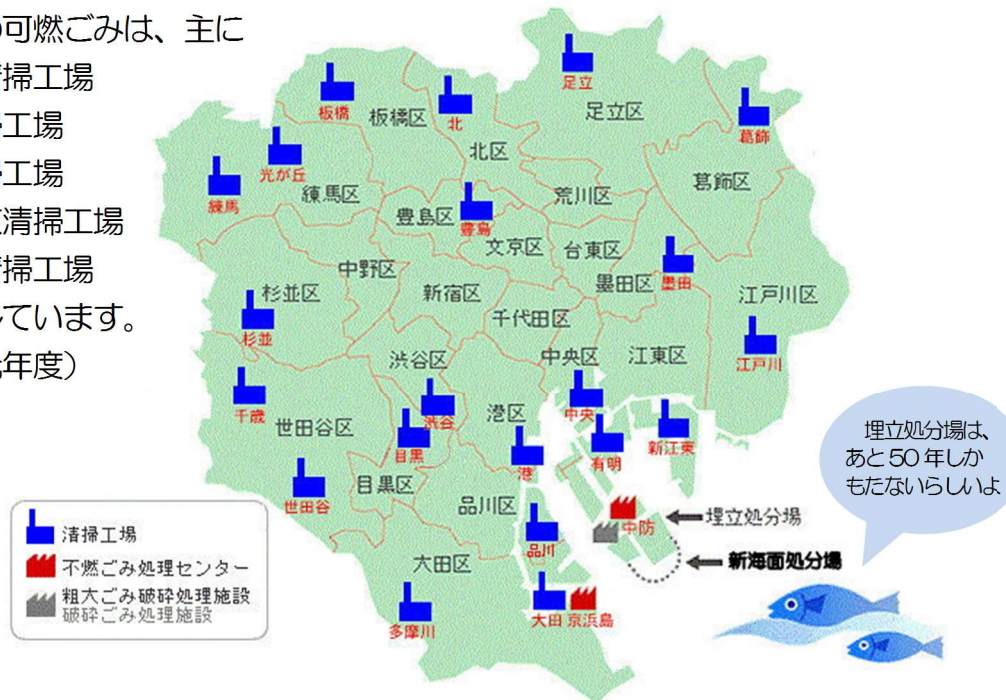 可燃ごみは、主に
掃工場
工場
工場
清掃工場
掃工場
ています。
年度）
足立
足立区
板橋
板橋区
北
北区
葛飾
葛飾区
光が丘
練馬
練馬区
豊島区
豊島
荒川区
文京区
台東区
墨田区
墨田
中野区
杉並区
杉並
新宿区
千代田区
江戸川区
江戸川
渋谷区
渋谷
中央区
中央
江東区
千歳
世田谷区
目黒
港区
港
有明
新江東
世田谷
目黒区
品川区
品川
中防
埋立処分場
新海面処分場
大田区
多摩川
大田
京浜島
埋立処分場は、
あと50年しか
もたないらしいよ
清掃工場
不燃ごみ処理センター
粗大ごみ破砕処理施設
破砕ごみ処理施設